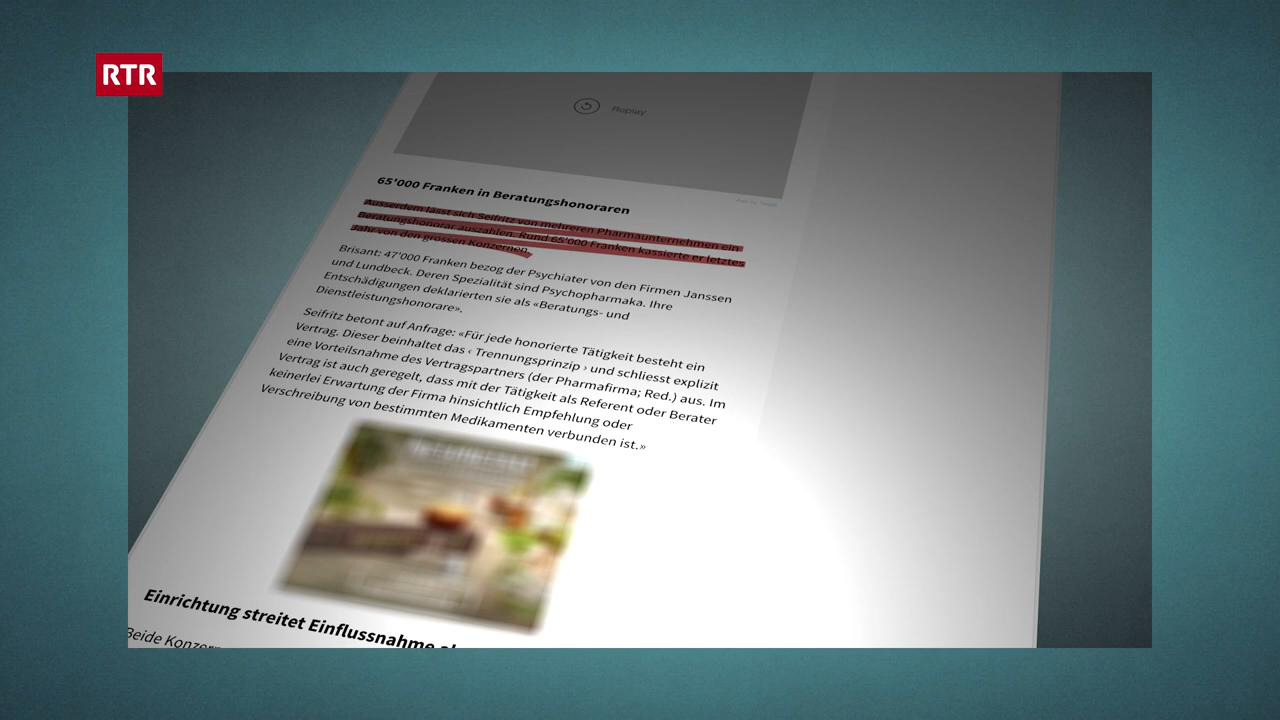 RTR
Replay
65'000 Franken in Beratungshonoraren
Ausserdem lässt sich Seifritz von mehreren Pharmaunternehmen ein
Beratungshonorar auszahlen. Rund 65'000 Franken kassierte er letztes
Jahr von den grossen Konzernen.
Brisant: 47'000 Franken bezog der Psychiater von den Firmen Janssen
und Lundbeck. Deren Spezialität sind Psychopharmaka. Ihre
Entschädigungen deklarierten sie als «Beratungs- und
Dienstleistungshonorare».
Seifritz betont auf Anfrage: «Für jede honorierte Tätigkeit besteht ein
Vertrag. Dieser beinhaltet das ‹ Trennungsprinzip › und schliesst explizit
eine Vorteilsnahme des Vertragspartners (der Pharmafirma; Red.) aus. Im
Vertrag ist auch geregelt, dass mit der Tätigkeit als Referent oder Berater
keinerlei Erwartung der Firma hinsichtlich Empfehlung oder
Verschreibung von bestimmten Medikamenten verbunden ist.»
Einrichtung streitet Einflussnahme
Beide